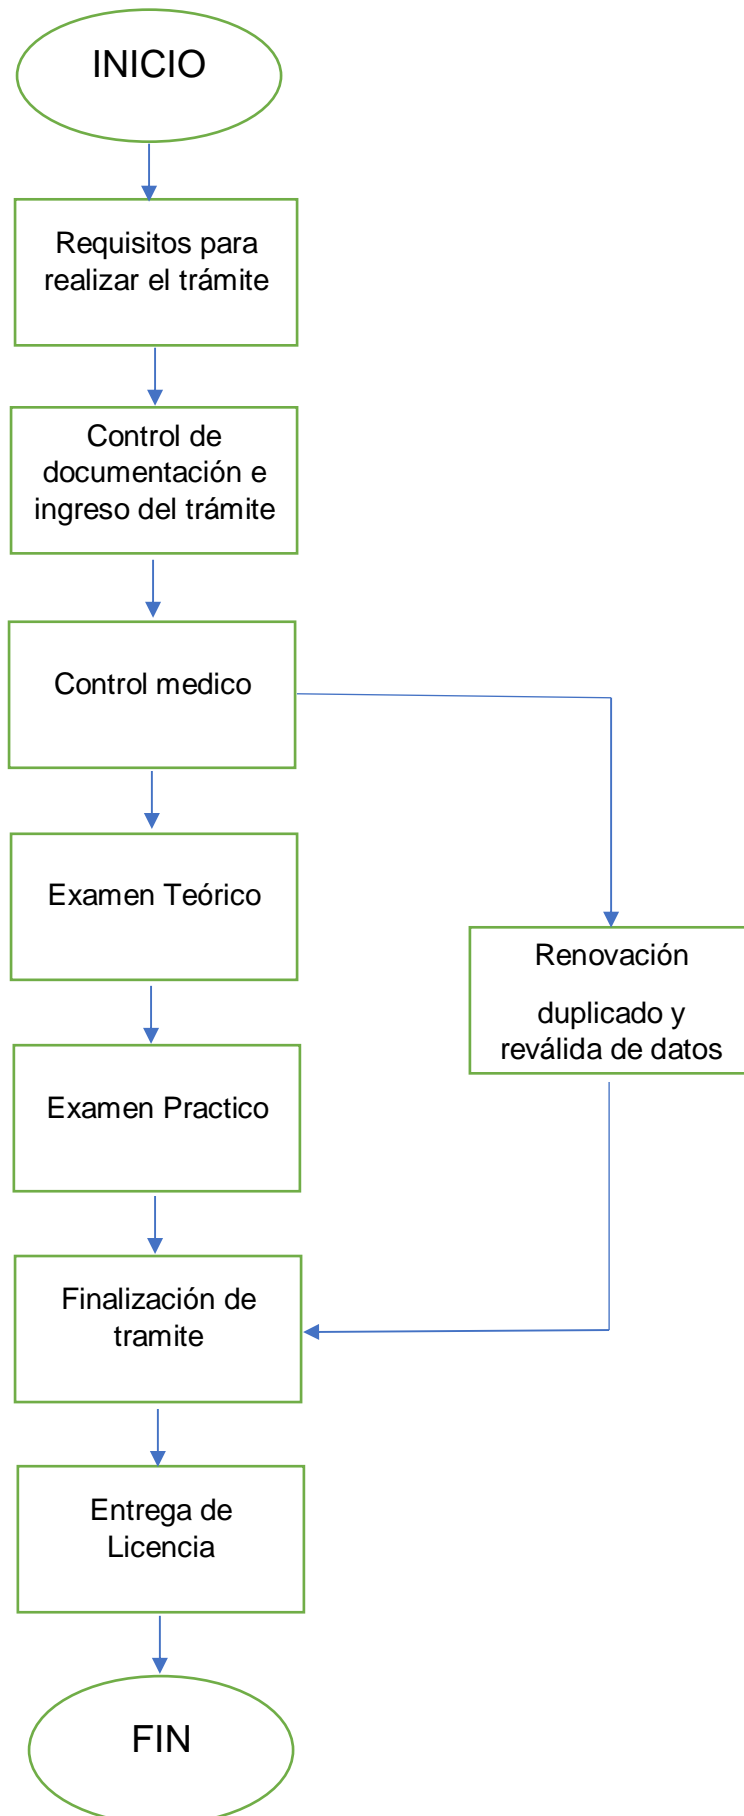 INICIO
Requisitos para
realizar el trámite
Control de
documentación e
ingreso del trámite
Control medico
Examen Teórico
Renovación
duplicado y
reválida de datos
Examen Practico
Finalización de
tramite
Entrega de
Licencia
FIN